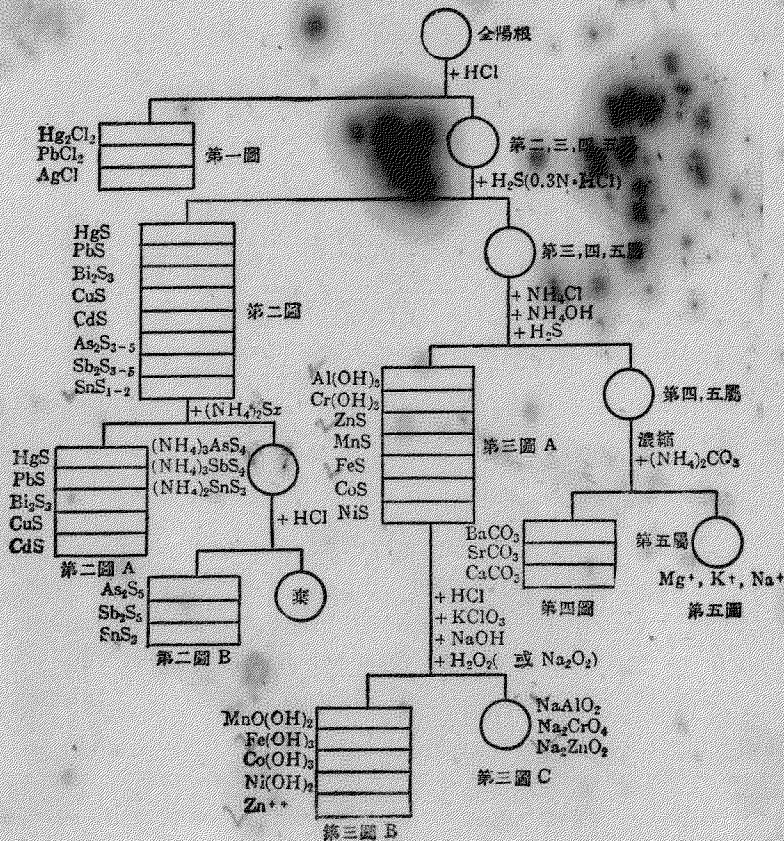 全陽根
+HCl
Hg₂Cl₂
PbCl₂
AgCl
第一圖
第二,三,四,五屬
+H₂S(0.3N·HCl)
HgS
PbS
Bi₂S₃
CuS
CdS
As₂S₃₋₅
Sb₂S₃₋₅
SnS₁₋₂
第二圖
第三,四,五屬
+NH₄Cl
+NH₄OH
+H₂S
+(NH₄)₂Sx
Al(OH)₃
Cr(OH)₃
ZnS
MnS
FeS
CoS
NiS
第三圖 A
第四,五屬
濃縮
+(NH₄)₂CO₃
HgS
PbS
Bi₂S₃
CuS
CdS
第二圖 A
(NH₄)₃AsS₄
(NH₄)₃SbS₄
(NH₄)₂SnS₃
+HCl
As₂S₅
Sb₂S₅
SnS₂
第二圖 B
棄
BaCO₃
SrCO₃
CaCO₃
第四圖
第五屬
Mg⁺, K⁺, Na⁺
第五圖
+HCl
+KClO₃
+NaOH
+H₂O₂( 或 Na₂O₂)
MnO(OH)₂
Fe(OH)₃
Co(OH)₃
Ni(OH)₂
Zn⁺⁺
第三圖 B
NaAlO₂
Na₂CrO₄
Na₂ZnO₂
第三圖 C